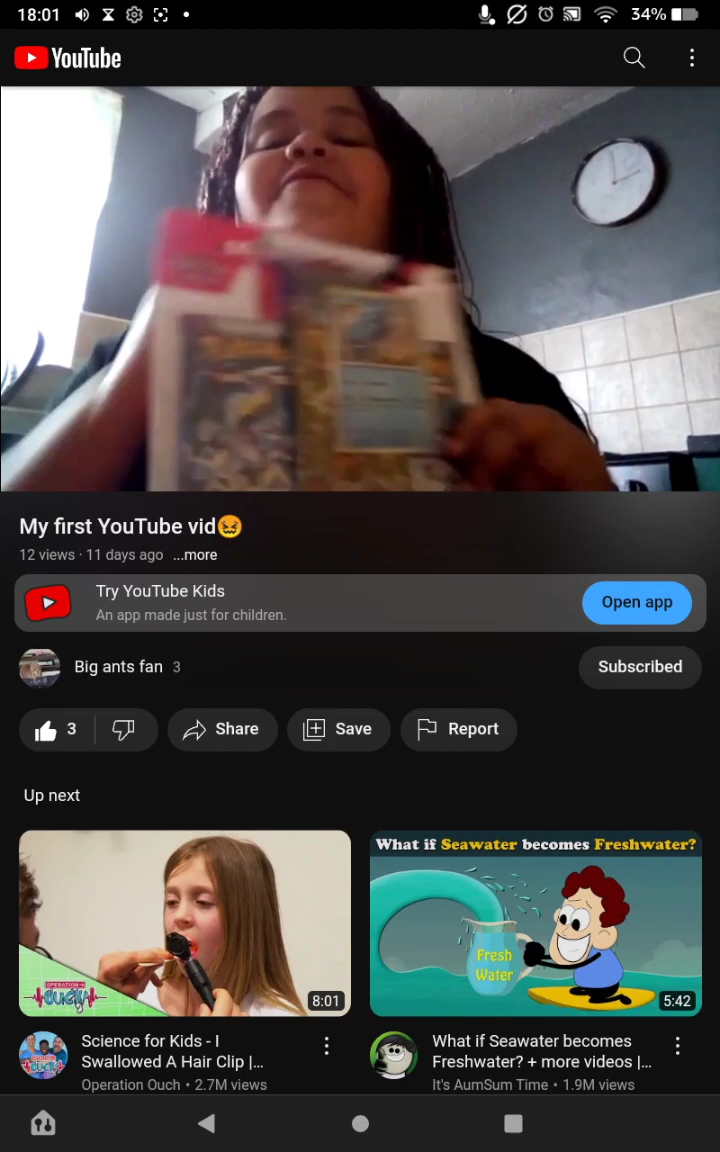 18:01
34%
YouTube
My first YouTube vid😖
12 views · 11 days ago ...more
Try YouTube Kids
An app made just for children.
Open app
Big ants fan 3
Subscribed
3
Share
Save
Report
Up next
OPERATION
OUCH
8:01
What if Seawater becomes Freshwater?
Fresh
Water
5:42
Science for Kids - I
Swallowed A Hair Clip |...
Operation Ouch • 2.7M views
What if Seawater becomes
Freshwater? + more videos |...
It's AumSum Time • 1.9M views